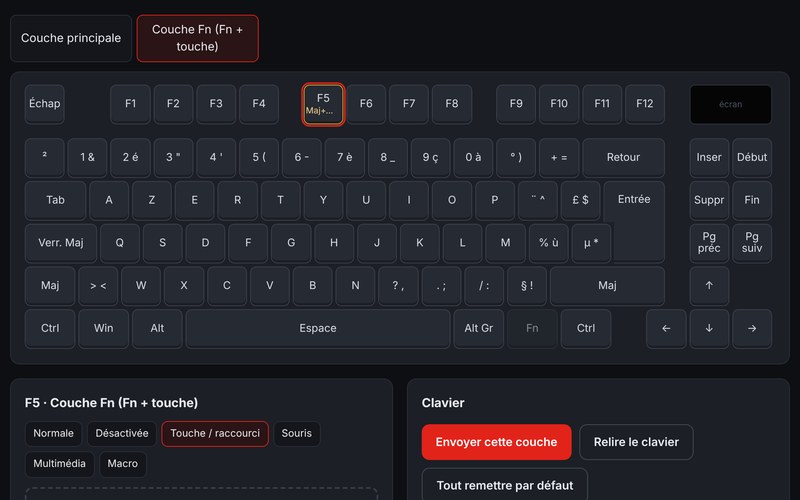 Couche principale
Couche Fn (Fn +
touche)
Échap F1 F2 F3 F4 F5 F6 F7 F8 F9 F10 F11 F12 écran
Maj+...
² 1 & 2 é 3 " 4 ' 5 ( 6 - 7 è 8 _ 9 ç 0 à ° ) + = Retour Inser Début
Tab A Z E R T Y U I O P ¨ ^ £ $ Entrée Suppr Fin
Verr. Maj Q S D F G H J K L M % ù µ * Pg préc Pg suiv
Maj > < W X C V B N ? , . ; / : § ! Maj ↑
Ctrl Win Alt Espace Alt Gr Fn Ctrl ← ↓ →
F5 · Couche Fn (Fn + touche)
Normale Désactivée Touche / raccourci Souris
Multimédia Macro
Clavier
Envoyer cette couche Relire le clavier
Tout remettre par défaut